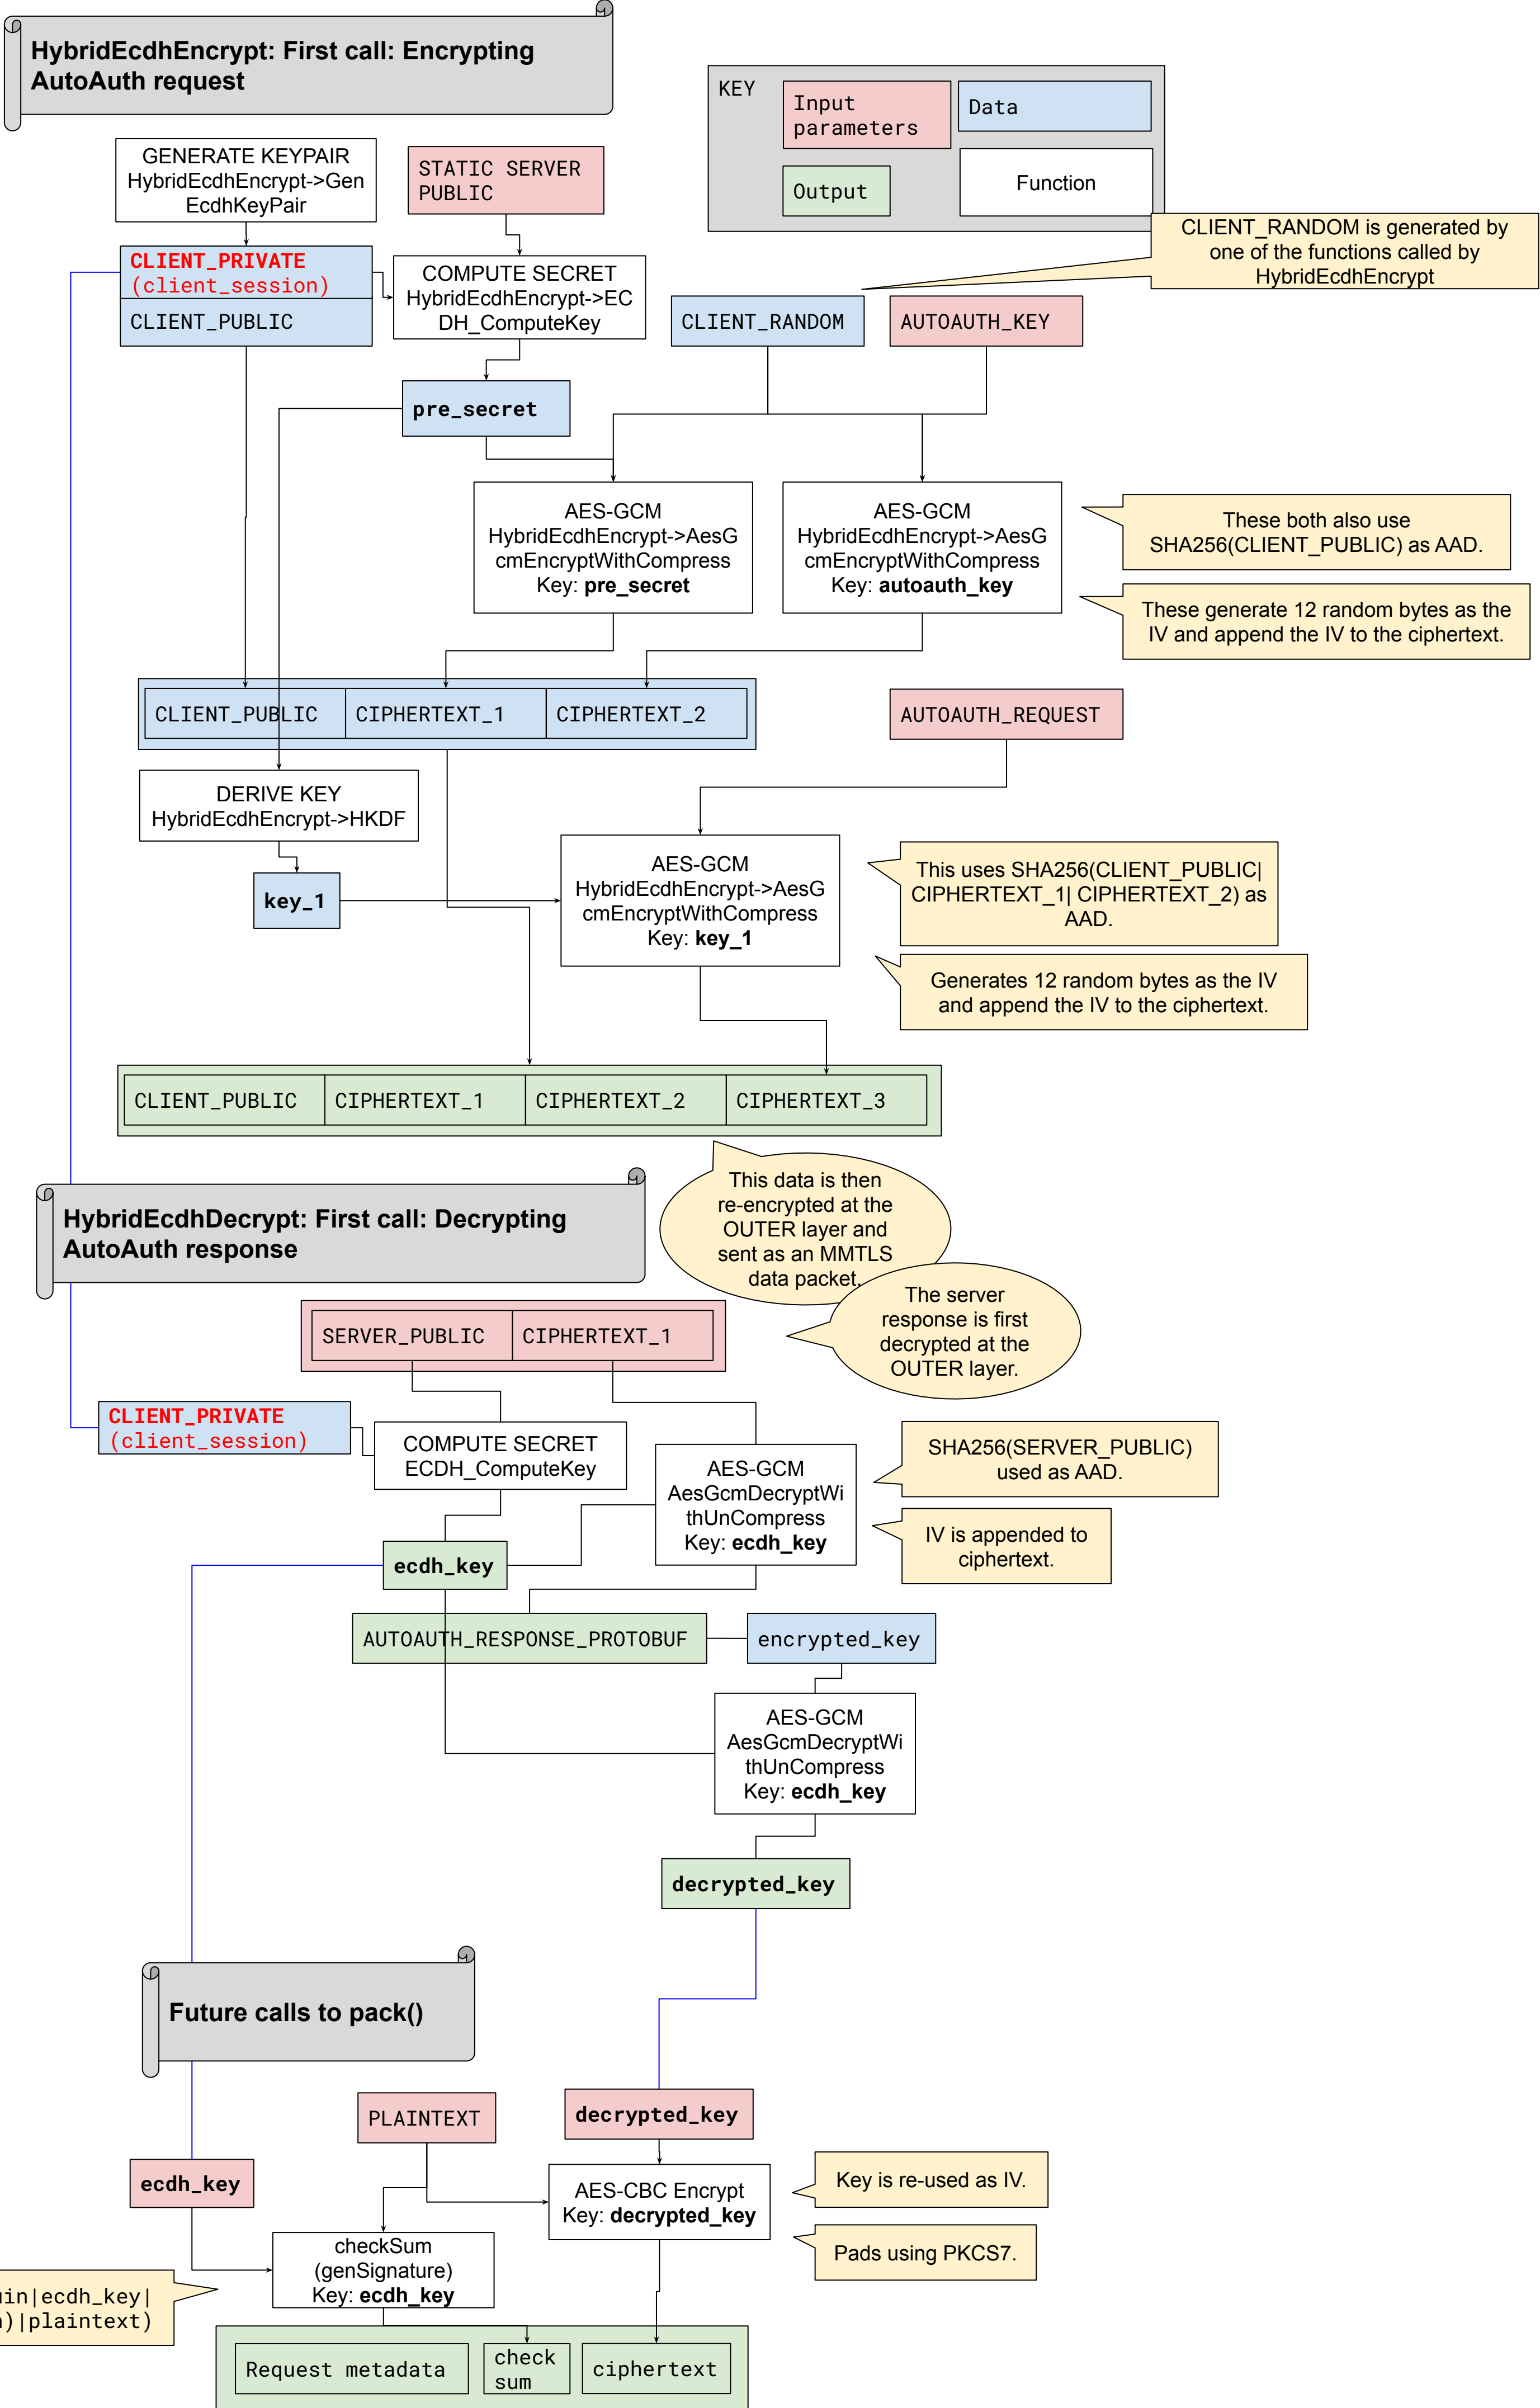 HybridEcdhEncrypt: First call: Encrypting
AutoAuth request
KEY
Input
parameters
Data
Output
Function
GENERATE KEYPAIR
HybridEcdhEncrypt->Gen
EcdhKeyPair
STATIC SERVER
PUBLIC
CLIENT_RANDOM is generated by
one of the functions called by
HybridEcdhEncrypt
CLIENT_PRIVATE
(client_session)
CLIENT_PUBLIC
COMPUTE SECRET
HybridEcdhEncrypt->EC
DH_ComputeKey
CLIENT_RANDOM
AUTOAUTH_KEY
pre_secret
AES-GCM
HybridEcdhEncrypt->AesG
cmEncryptWithCompress
Key: pre_secret
AES-GCM
HybridEcdhEncrypt->AesG
cmEncryptWithCompress
Key: autoauth_key
These both also use
SHA256(CLIENT_PUBLIC) as AAD.
These generate 12 random bytes as the
IV and append the IV to the ciphertext.
CLIENT_PUBLIC
CIPHERTEXT_1
CIPHERTEXT_2
AUTOAUTH_REQUEST
DERIVE KEY
HybridEcdhEncrypt->HKDF
key_1
AES-GCM
HybridEcdhEncrypt->AesG
cmEncryptWithCompress
Key: key_1
This uses SHA256(CLIENT_PUBLIC|
CIPHERTEXT_1| CIPHERTEXT_2) as
AAD.
Generates 12 random bytes as the IV
and append the IV to the ciphertext.
CLIENT_PUBLIC
CIPHERTEXT_1
CIPHERTEXT_2
CIPHERTEXT_3
This data is then
re-encrypted at the
OUTER layer and
sent as an MMTLS
data packet.
HybridEcdhDecrypt: First call: Decrypting
AutoAuth response
The server
response is first
decrypted at the
OUTER layer.
SERVER_PUBLIC
CIPHERTEXT_1
CLIENT_PRIVATE
(client_session)
COMPUTE SECRET
ECDH_ComputeKey
AES-GCM
AesGcmDecryptWi
thUnCompress
Key: ecdh_key
SHA256(SERVER_PUBLIC)
used as AAD.
IV is appended to
ciphertext.
ecdh_key
AUTOAUTH_RESPONSE_PROTOBUF
encrypted_key
AES-GCM
AesGcmDecryptWi
thUnCompress
Key: ecdh_key
decrypted_key
Future calls to pack()
PLAINTEXT
decrypted_key
ecdh_key
AES-CBC Encrypt
Key: decrypted_key
Key is re-used as IV.
Pads using PKCS7.
checkSum
(genSignature)
Key: ecdh_key
|ecdh_key|
)|plaintext)
Request metadata
check
sum
ciphertext